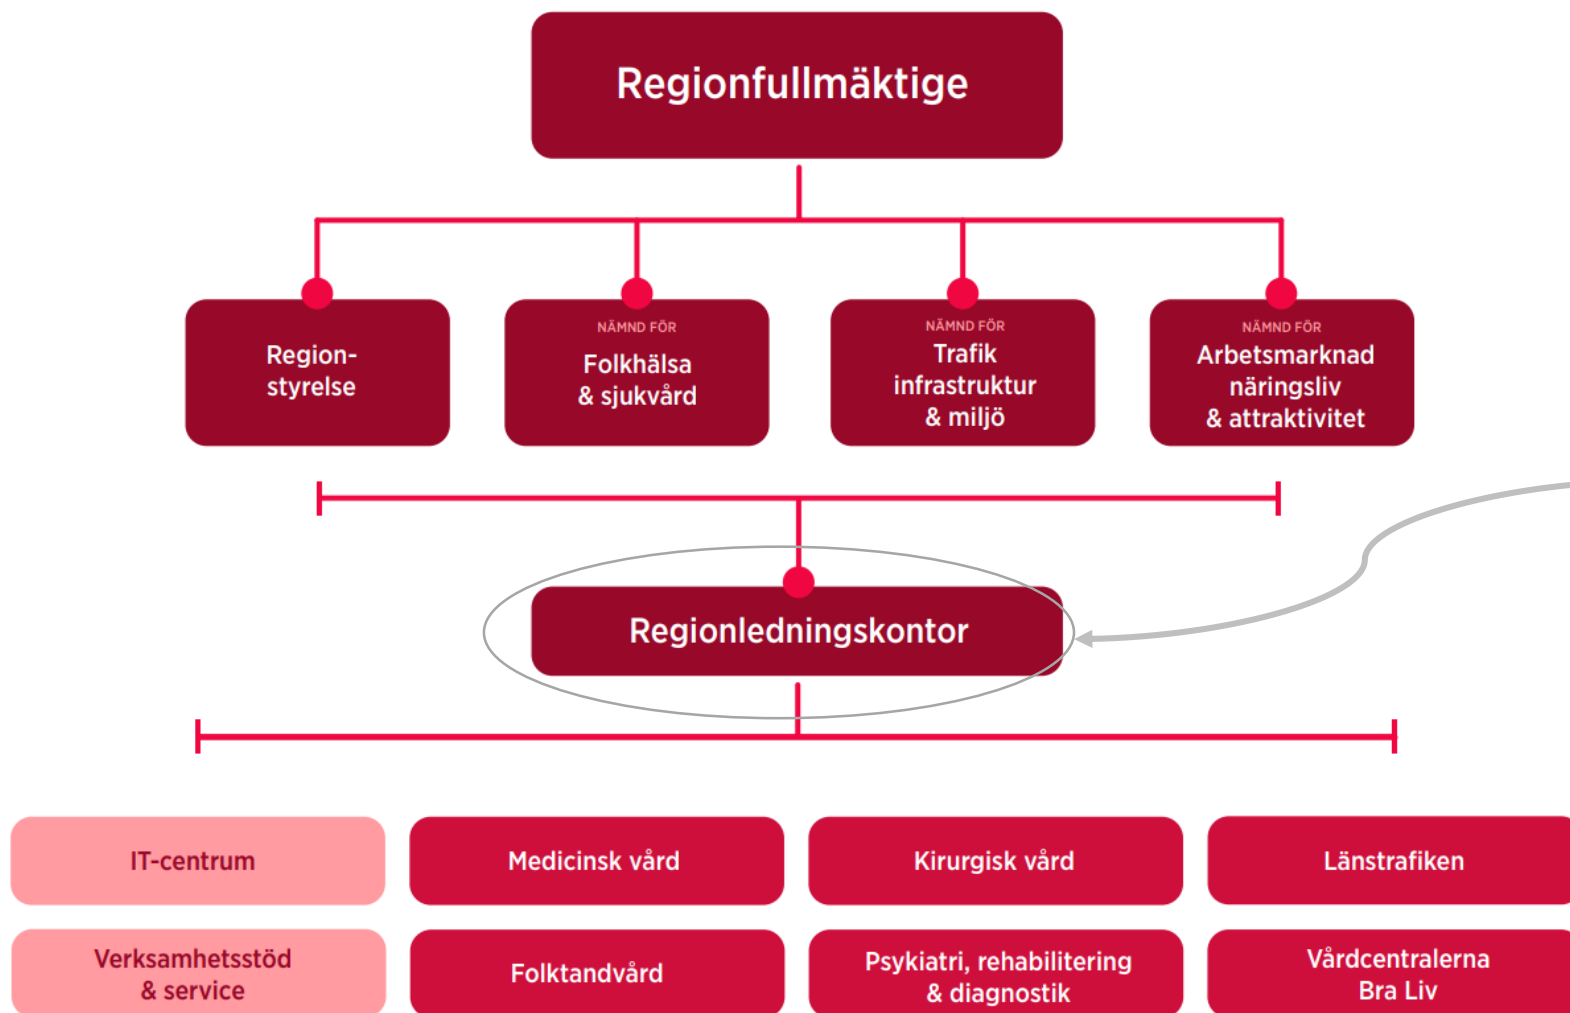 Regionfullmäktige
Region-
styrelse
NÄMND FÖR
Folkhälsa
& sjukvård
NÄMND FÖR
Trafik
infrastruktur
& miljö
NÄMND FÖR
Arbetsmarknad
näringsliv
& attraktivitet
Regionledningskontor
IT-centrum
Medicinsk vård
Kirurgisk vård
Länstrafiken
Verksamhetsstöd
& service
Folktandvård
Psykiatri, rehabilitering
& diagnostik
Vårdcentralerna
Bra Liv